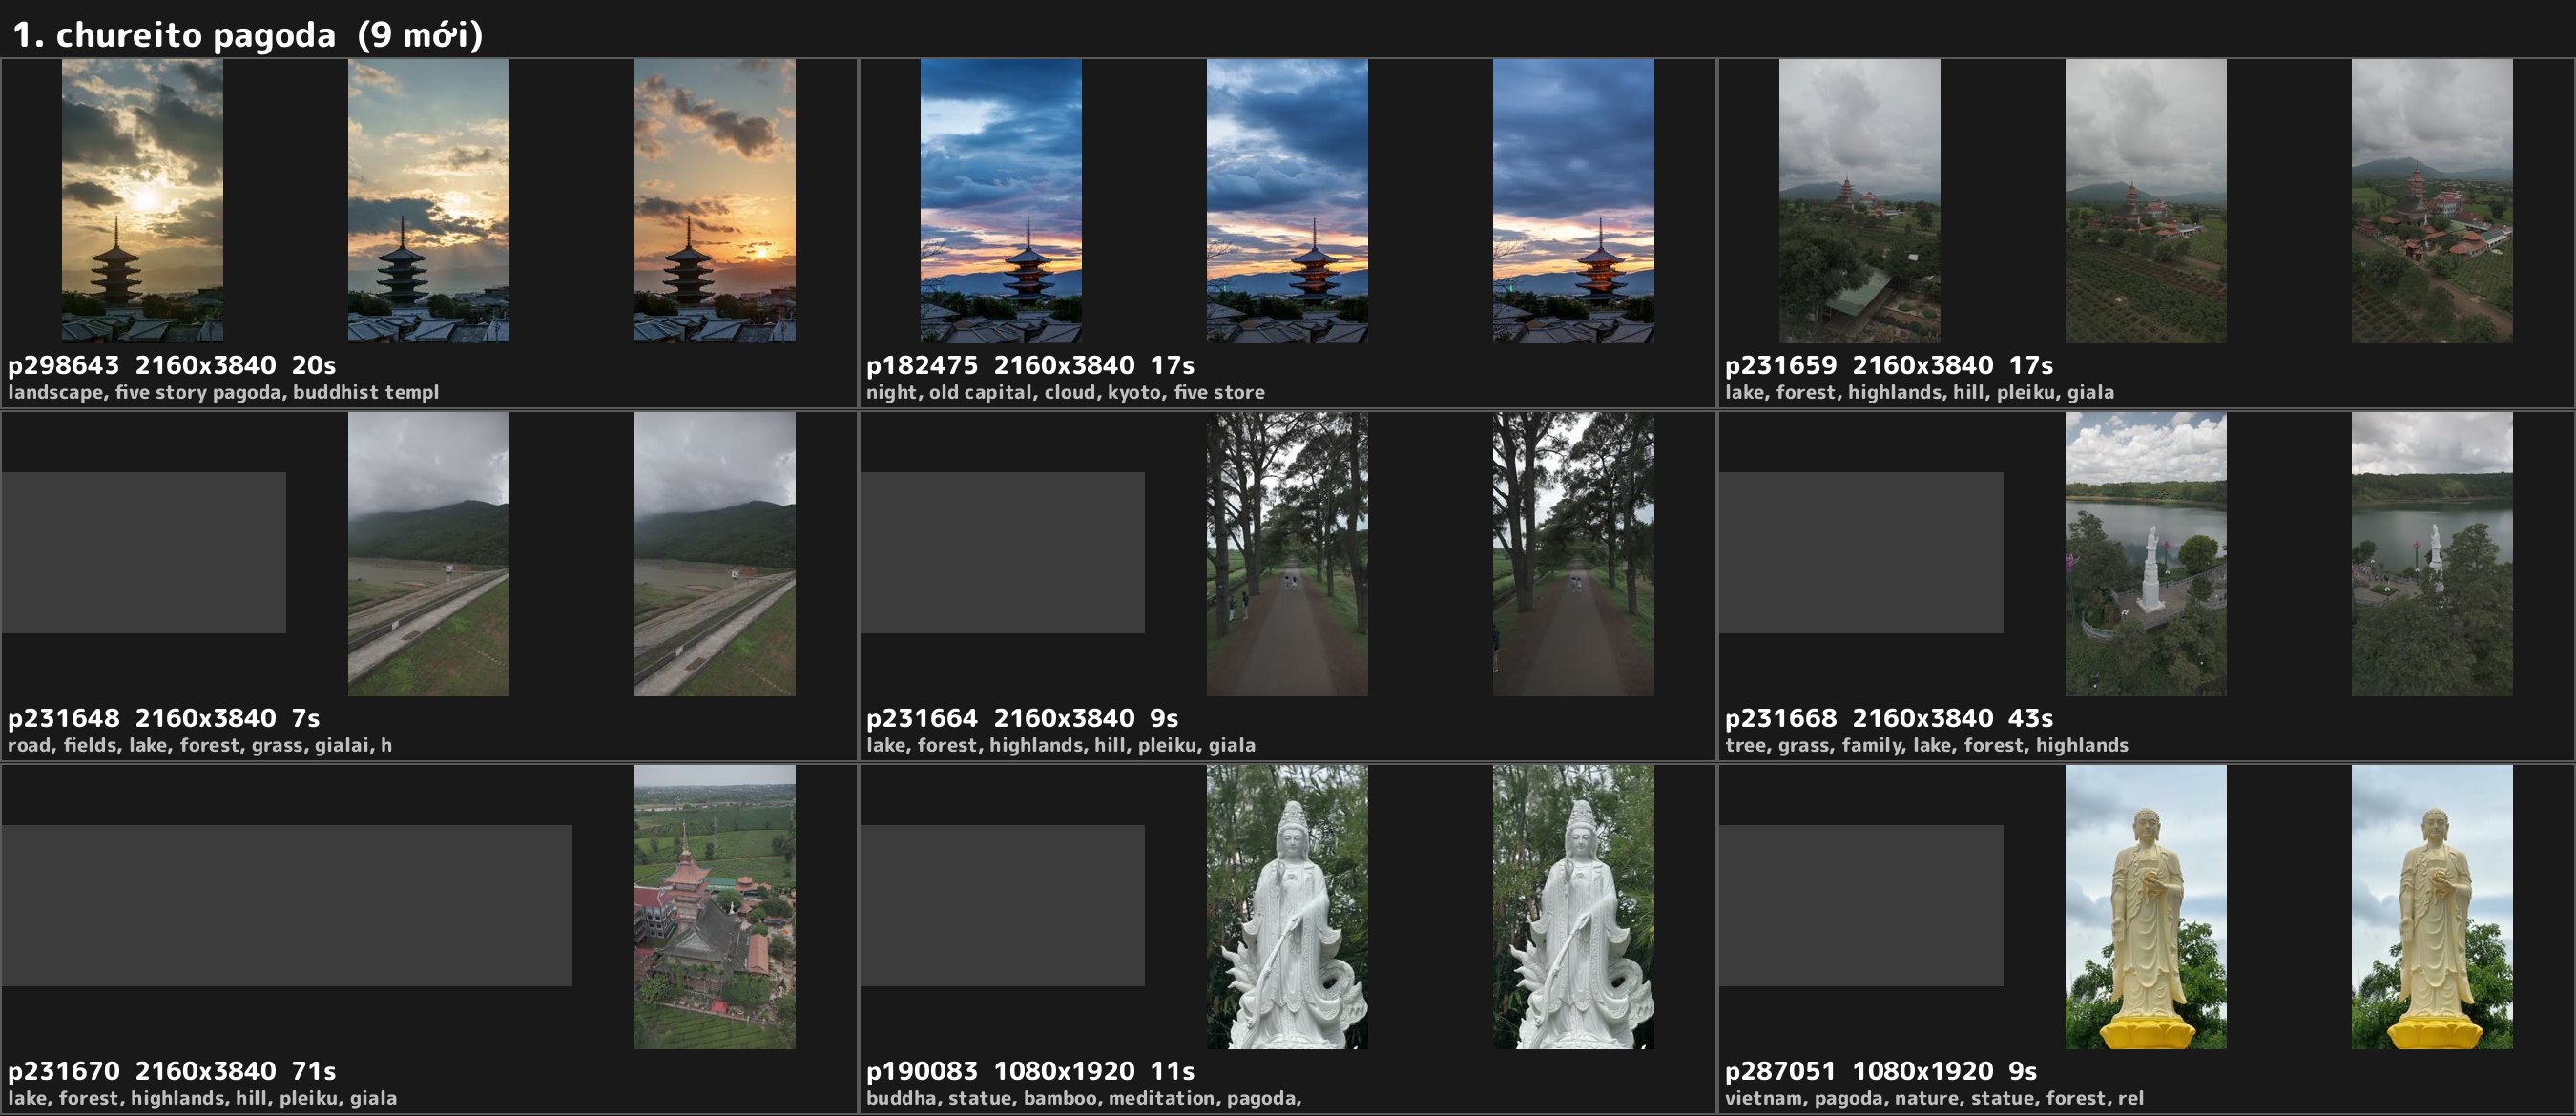 1. chureito pagoda (9 mới)
p298643 2160x3840 20s
landscape, five story pagoda, buddhist templ
p182475 2160x3840 17s
night, old capital, cloud, kyoto, five store
p231659 2160x3840 17s
lake, forest, highlands, hill, pleiku, giala
p231648 2160x3840 7s
road, fields, lake, forest, grass, gialai, h
p231664 2160x3840 9s
lake, forest, highlands, hill, pleiku, giala
p231668 2160x3840 43s
tree, grass, family, lake, forest, highlands
p231670 2160x3840 71s
lake, forest, highlands, hill, pleiku, giala
p190083 1080x1920 11s
buddha, statue, bamboo, meditation, pagoda,
p287051 1080x1920 9s
vietnam, pagoda, nature, statue, forest, rel